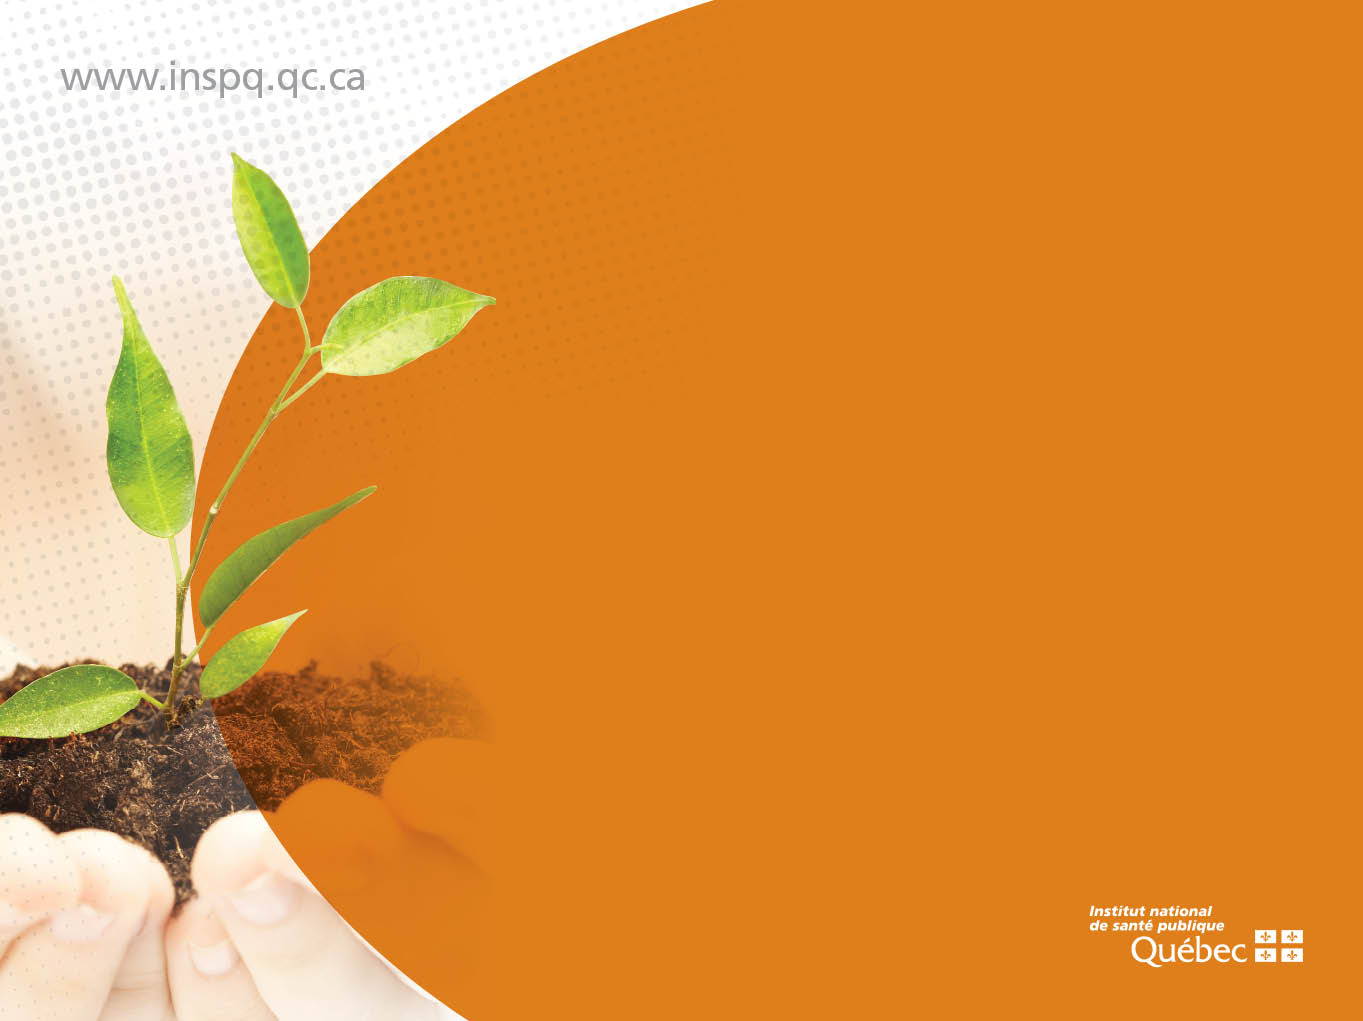 www.inspq.qc.ca
Institut national
de santé publique
Québec